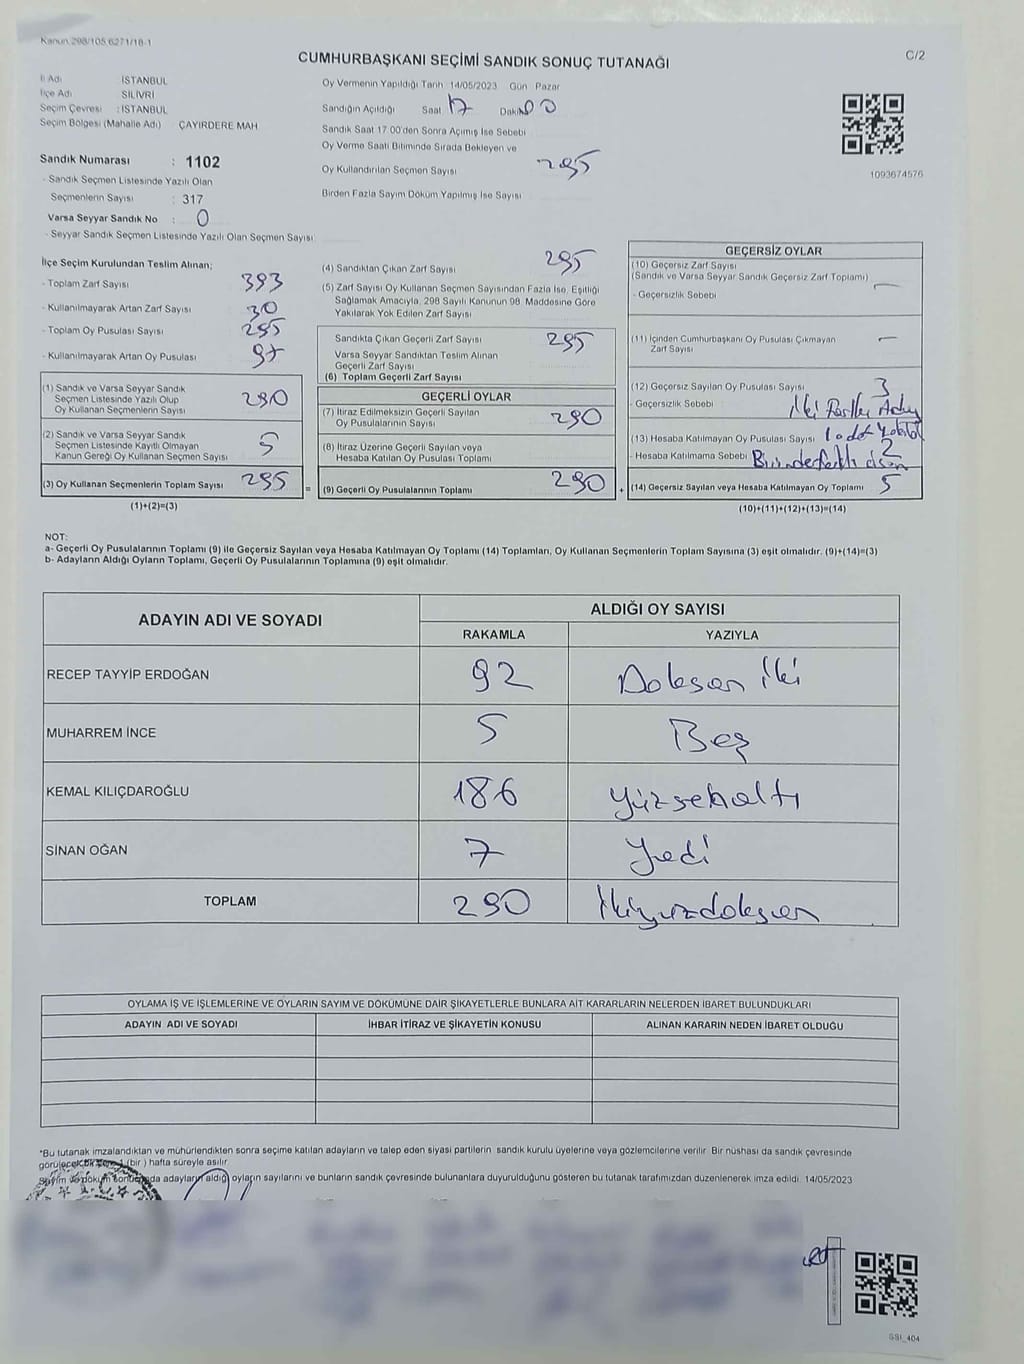 Kanun.298/105,6271/18-1
C/2
CUMHURBAŞKANI SEÇİMİ SANDIK SONUÇ TUTANAĞI
İl Adı İSTANBUL
İlçe Adı SİLİVRİ
Seçim Çevresi : İSTANBUL
Seçim Bölgesi (Mahalle Adı) ÇAYIRDERE MAH
Sandık Numarası : 1102
- Sandık Seçmen Listesinde Yazılı Olan
Seçmenlerin Sayısı : 317
Varsa Seyyar Sandık No : 0
- Seyyar Sandık Seçmen Listesinde Yazılı Olan Seçmen Sayısı:
Oy Vermenin Yapıldığı Tarih 14/05/2023 Gün Pazar
Sandığın Açıldığı Saat 17 Dakika 00
Sandık Saat 17.00'den Sonra Açılmış İse Sebebi
Oy Verme Saati Bitiminde Sırada Bekleyen ve
Oy Kullandırılan Seçmen Sayısı 295
Birden Fazla Sayım Döküm Yapılmış İse Sayısı
1093674576
İlçe Seçim Kurulundan Teslim Alınan;
- Toplam Zarf Sayısı 393
- Kullanılmayarak Artan Zarf Sayısı 30
- Toplam Oy Pusulası Sayısı 295
- Kullanılmayarak Artan Oy Pusulası 97
(1) Sandık ve Varsa Seyyar Sandık
Seçmen Listesinde Yazılı Olup
Oy Kullanan Seçmenlerin Sayısı 290
(2) Sandık ve Varsa Seyyar Sandık
Seçmen Listesinde Kayıtlı Olmayan
Kanun Gereği Oy Kullanan Seçmen Sayısı 5
(3) Oy Kullanan Seçmenlerin Toplam Sayısı 295
(1)+(2)=(3)
(4) Sandıktan Çıkan Zarf Sayısı 295
(5) Zarf Sayısı Oy Kullanan Seçmen Sayısından Fazla İse, Eşitliği
Sağlamak Amacıyla, 298 Sayılı Kanunun 98. Maddesine Göre
Yakılarak Yok Edilen Zarf Sayısı
Sandıkta Çıkan Geçerli Zarf Sayısı 295
Varsa Seyyar Sandıktan Teslim Alınan
Geçerli Zarf Sayısı
(6) Toplam Geçerli Zarf Sayısı
GEÇERLİ OYLAR
(7) İtiraz Edilmeksizin Geçerli Sayılan
Oy Pusulalarının Sayısı 290
(8) İtiraz Üzerine Geçerli Sayılan veya
Hesaba Katılan Oy Pusulası Toplamı
= (9) Geçerli Oy Pusulalarının Toplamı 290 +
GEÇERSİZ OYLAR
(10) Geçersiz Zarf Sayısı
(Sandık ve Varsa Seyyar Sandık Geçersiz Zarf Toplamı) —
- Geçersizlik Sebebi
(11) İçinden Cumhurbaşkanı Oy Pusulası Çıkmayan
Zarf Sayısı —
(12) Geçersiz Sayılan Oy Pusulası Sayısı 3
- Geçersizlik Sebebi İki
1 adet
(13) Hesaba Katılmayan Oy Pusulası Sayısı 2
- Hesaba Katılmama Sebebi
(14) Geçersiz Sayılan veya Hesaba Katılmayan Oy Toplamı 5
(10)+(11)+(12)+(13)=(14)
NOT:
a- Geçerli Oy Pusulalarının Toplamı (9) ile Geçersiz Sayılan veya Hesaba Katılmayan Oy Toplamı (14) Toplamları, Oy Kullanan Seçmenlerin Toplam Sayısına (3) eşit olmalıdır. (9)+(14)=(3)
b- Adayların Aldığı Oyların Toplamı, Geçerli Oy Pusulalarının Toplamına (9) eşit olmalıdır.
ADAYIN ADI VE SOYADI ALDIĞI OY SAYISI
RAKAMLA YAZIYLA
RECEP TAYYİP ERDOĞAN 92 Doksan iki
MUHARREM İNCE 5 Beş
KEMAL KILIÇDAROĞLU 186 Yüzseksenaltı
SİNAN OĞAN 7 Yedi
TOPLAM 290 İkiyüzdoksan
OYLAMA İŞ VE İŞLEMLERİNE VE OYLARIN SAYIM VE DÖKÜMÜNE DAİR ŞİKAYETLERLE BUNLARA AİT KARARLARIN NELERDEN İBARET BULUNDUKLARI
ADAYIN ADI VE SOYADI İHBAR İTİRAZ VE ŞİKAYETİN KONUSU ALINAN KARARIN NEDEN İBARET OLDUĞU
*Bu tutanak imzalandıktan ve mühürlendikten sonra seçime katılan adayların ve talep eden siyasi partilerin sandık kurulu üyelerine veya gözlemcilerine verilir. Bir nüshası da sandık çevresinde
görülecek bir yere 1 (bir ) hafta süreyle asılır.
Sayım ve döküm sonucunda adayların aldığı oyların sayılarını ve bunların sandık çevresinde bulunanlara duyurulduğunu gösteren bu tutanak tarafımızdan düzenlenerek imza edildi. 14/05/2023
SSI_404